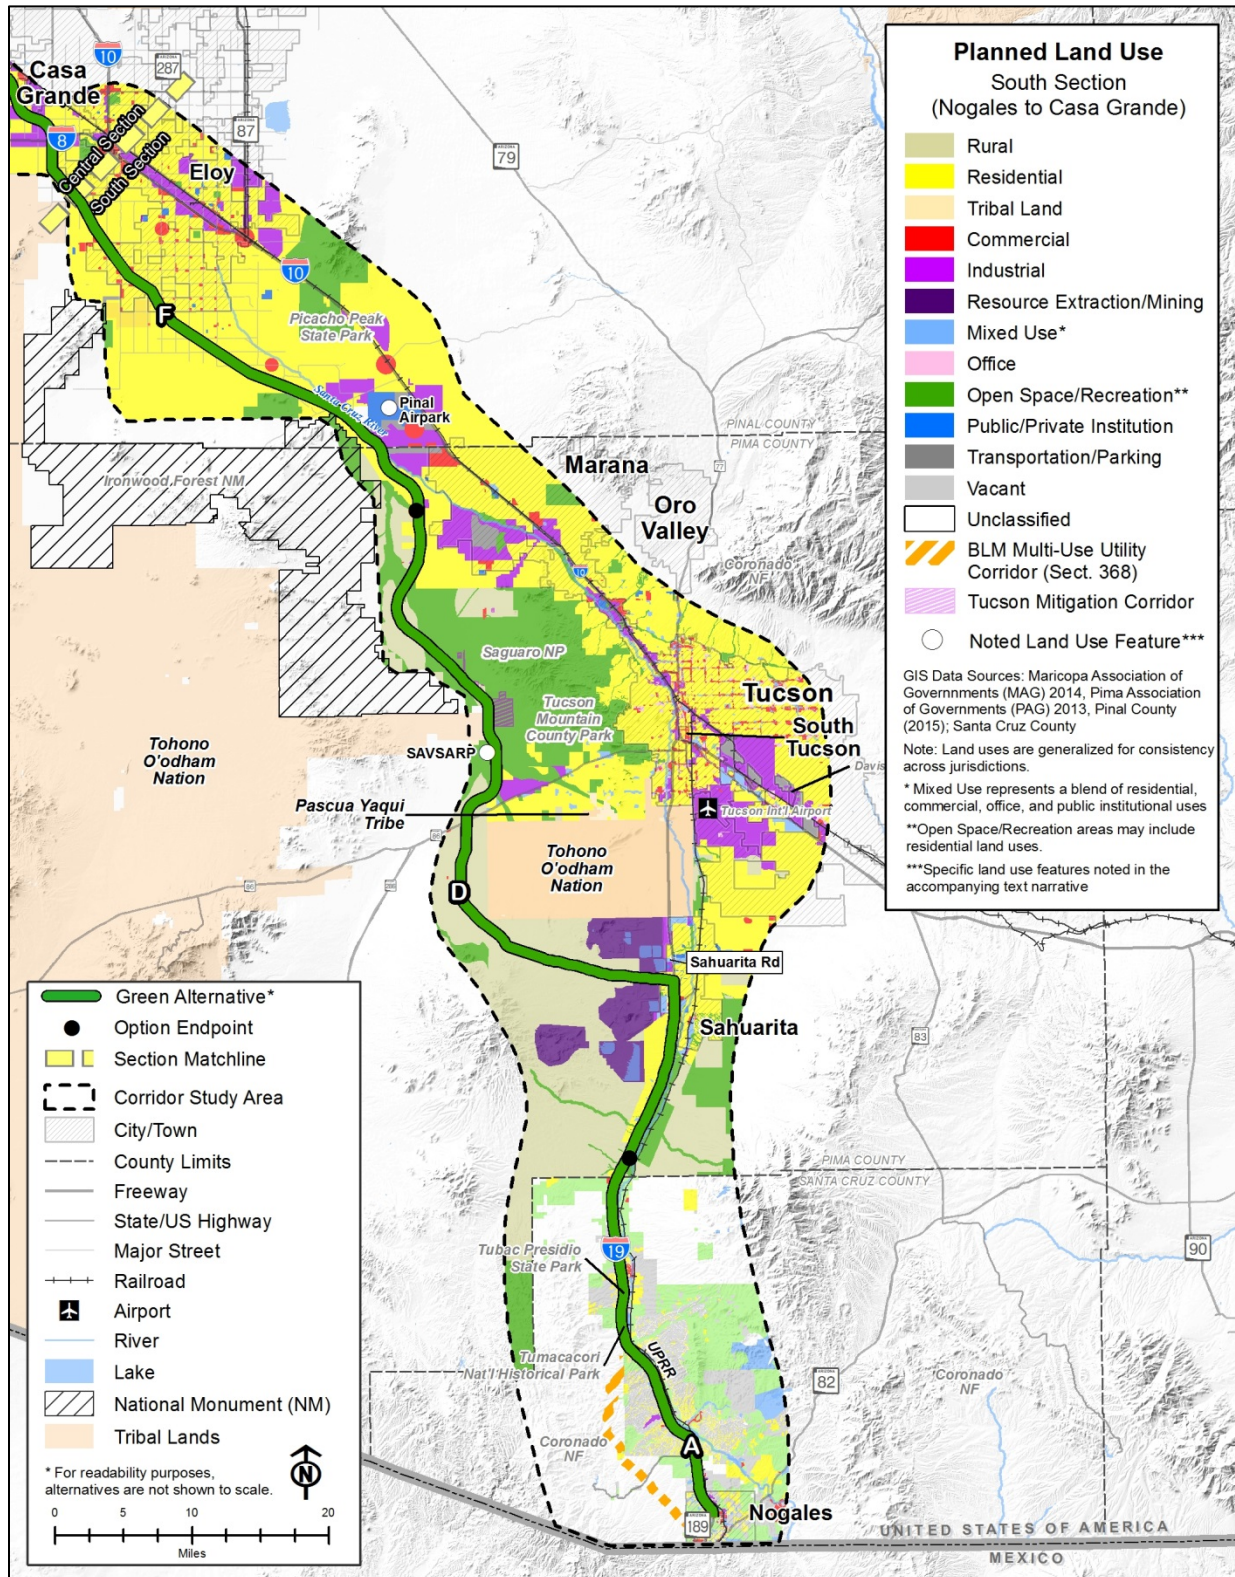 Planned Land Use
South Section
(Nogales to Casa Grande)
Rural
Residential
Tribal Land
Commercial
Industrial
Resource Extraction/Mining
Mixed Use*
Office
Open Space/Recreation**
Public/Private Institution
Transportation/Parking
Vacant
Unclassified
BLM Multi-Use Utility
Corridor (Sect. 368)
Tucson Mitigation Corridor
Noted Land Use Feature***
GIS Data Sources: Maricopa Association of
Governnments (MAG) 2014, Pima Association
of Governments (PAG) 2013, Pinal County
(2015); Santa Cruz County
Note: Land uses are generalized for consistency
across jurisdictions.
* Mixed Use represents a blend of residential,
commercial, office, and public institutional uses
**Open Space/Recreation areas may include
residential land uses.
***Specific land use features noted in the
accompanying text narrative
10
ARIZONA
287
Casa
Grande
8
Central Section
South Section
ARIZONA
87
Eloy
ARIZONA
79
10
F
Picacho Peak
State Park
Santa Cruz River
Pinal
Airpark
PINAL COUNTY
PIMA COUNTY
Marana
77
Oro
Valley
Ironwood Forest NM
Coronado
NF
10
Saguaro NP
Tucson
Mountain
County Park
Tucson
South
Tucson
SAVSARP
Davis
Tohono
O'odham
Nation
Pascua Yaqui
Tribe
Tucson Int'l Airport
86
86
Tohono
O'odham
Nation
D
Sahuarita Rd
Sahuarita
83
PIMA COUNTY
SANTA CRUZ COUNTY
19
Tubac Presidio
State Park
ARIZONA
90
UPRR
Tumacacori
Nat'l Historical Park
ARIZONA
82
Coronado
NF
Coronado
NF
A
ARIZONA
189
Nogales
UNITED STATES OF AMERICA
MEXICO
Green Alternative*
Option Endpoint
Section Matchline
Corridor Study Area
City/Town
County Limits
Freeway
State/US Highway
Major Street
Railroad
Airport
River
Lake
National Monument (NM)
Tribal Lands
* For readability purposes,
alternatives are not shown to scale.
N
0 5 10 20
Miles